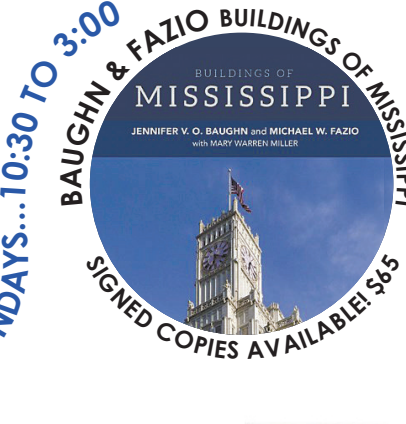 NDAYS...10:30 TO 3:00
BAUGHN & FAZIO BUILDINGS OF MISSISSIPPI
BUILDINGS OF
MISSISSIPPI
JENNIFER V. O. BAUGHN and MICHAEL W. FAZIO
with MARY WARREN MILLER
SIGNED COPIES AVAILABLE! $65